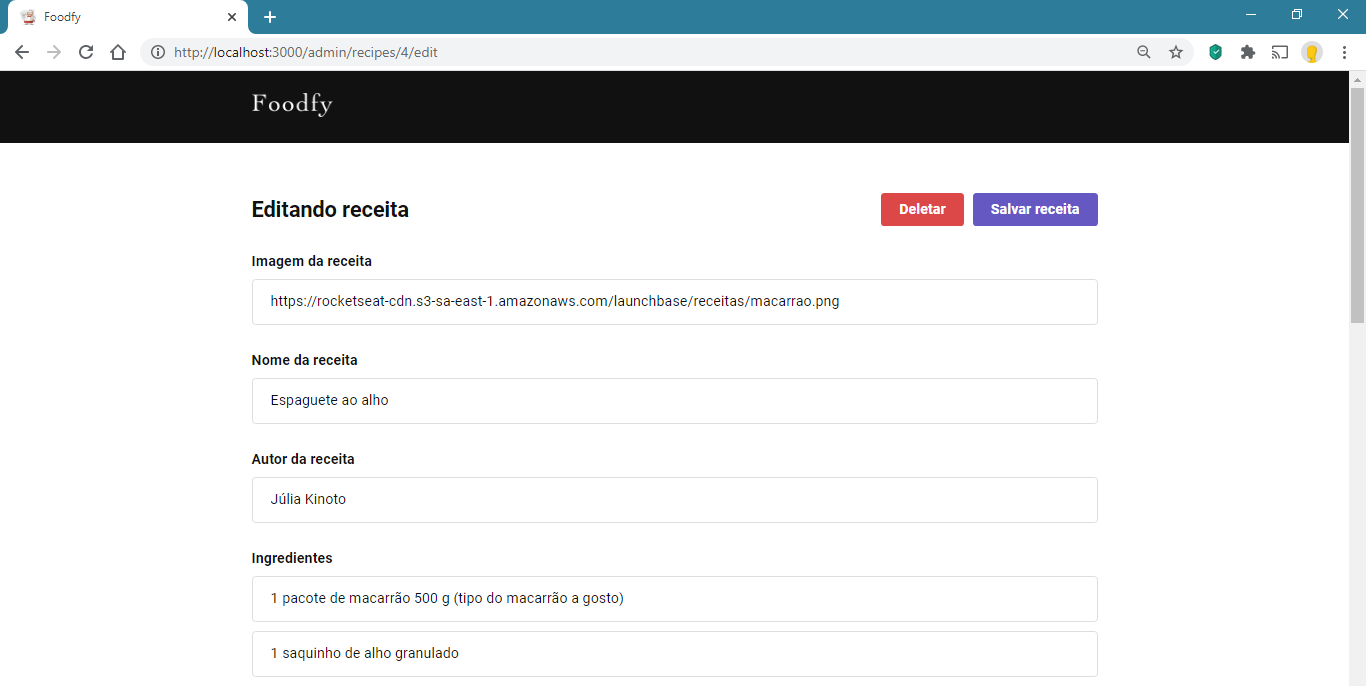 Foodfy
http://localhost:3000/admin/recipes/4/edit
Foodfy
Editando receita
Deletar
Salvar receita
Imagem da receita
https://rocketseat-cdn.s3-sa-east-1.amazonaws.com/launchbase/receitas/macarrao.png
Nome da receita
Espaguete ao alho
Autor da receita
Júlia Kinoto
Ingredientes
1 pacote de macarrão 500 g (tipo do macarrão a gosto)
1 saquinho de alho granulado